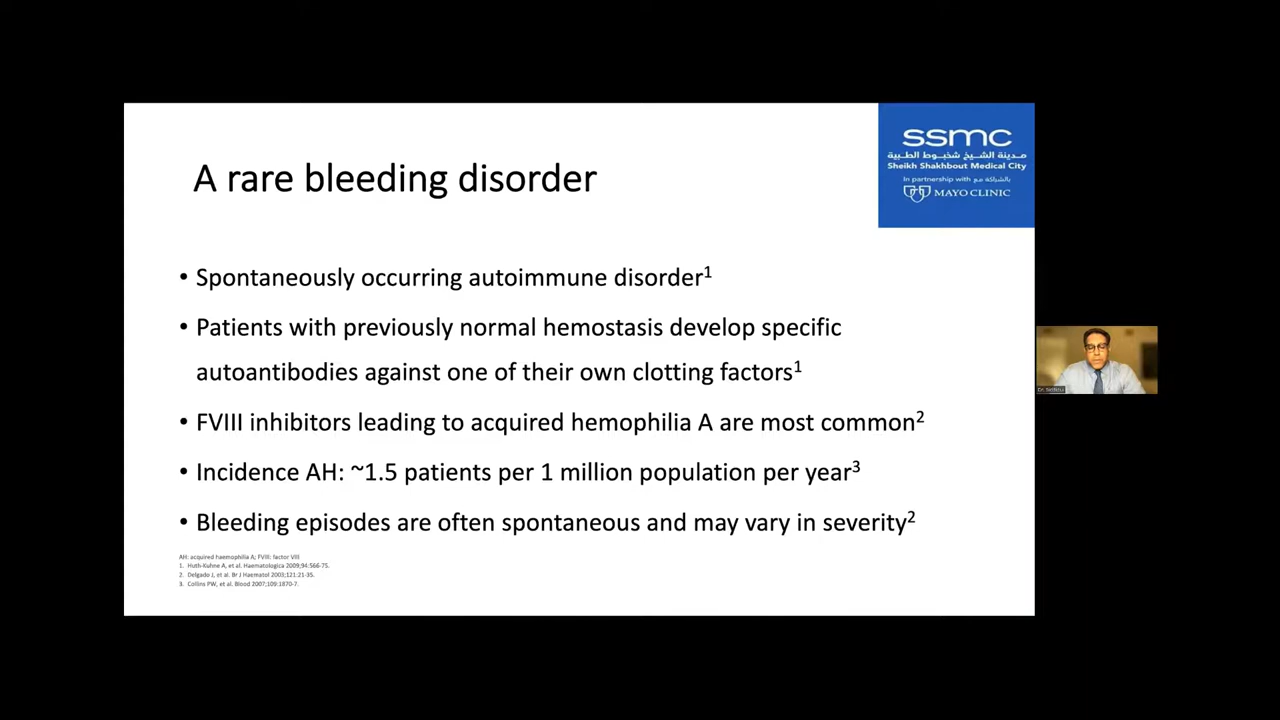 A rare bleeding disorder
ssmc
مدينة الشيخ شخبوط الطبية
Sheikh Shakhbout Medical City
In partnership with بالشراكة مع
MAYO CLINIC
• Spontaneously occurring autoimmune disorder1
• Patients with previously normal hemostasis develop specific
autoantibodies against one of their own clotting factors1
• FVIII inhibitors leading to acquired hemophilia A are most common2
• Incidence AH: ~1.5 patients per 1 million population per year3
• Bleeding episodes are often spontaneous and may vary in severity2
AH: acquired haemophilia A; FVIII: factor VIII
1. Huth-Kuhne A, et al. Haematologica 2009;94:566-75.
2. Delgado J, et al. Br J Haematol 2003;121:21-35.
3. Collins PW, et al. Blood 2007;109:1870-7.